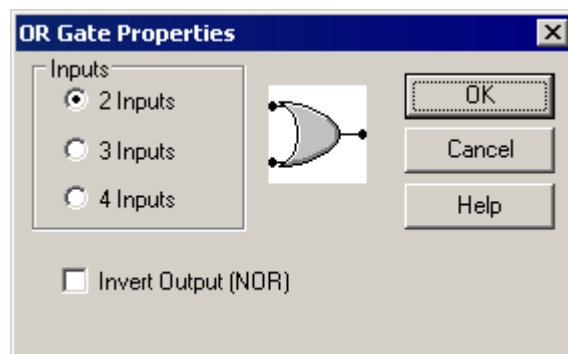 OR Gate Properties
Inputs
2 Inputs
3 Inputs
4 Inputs
OK
Cancel
Help
Invert Output (NOR)